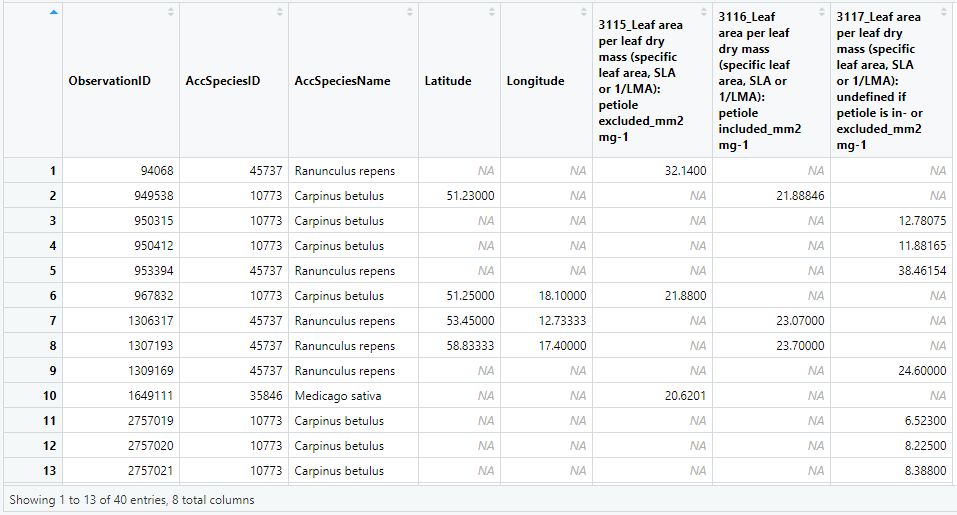 ObservationID AccSpeciesID AccSpeciesName Latitude Longitude 3115_Leaf area per leaf dry mass (specific leaf area, SLA or 1/LMA): petiole excluded_mm2 mg-1 3116_Leaf area per leaf dry mass (specific leaf area, SLA or 1/LMA): petiole included_mm2 mg-1 3117_Leaf area per leaf dry mass (specific leaf area, SLA or 1/LMA): undefined if petiole is in- or excluded_mm2 mg-1
1 94068 45737 Ranunculus repens NA NA 32.1400 NA NA
2 949538 10773 Carpinus betulus 51.23000 NA NA 21.88846 NA
3 950315 10773 Carpinus betulus NA NA NA NA 12.78075
4 950412 10773 Carpinus betulus NA NA NA NA 11.88165
5 953394 45737 Ranunculus repens NA NA NA NA 38.46154
6 967832 10773 Carpinus betulus 51.25000 18.10000 21.8800 NA NA
7 1306317 45737 Ranunculus repens 53.45000 12.73333 NA 23.07000 NA
8 1307193 45737 Ranunculus repens 58.83333 17.40000 NA 23.70000 NA
9 1309169 45737 Ranunculus repens NA NA NA NA 24.60000
10 1649111 35846 Medicago sativa NA NA 20.6201 NA NA
11 2757019 10773 Carpinus betulus NA NA NA NA 6.52300
12 2757020 10773 Carpinus betulus NA NA NA NA 8.22500
13 2757021 10773 Carpinus betulus NA NA NA NA 8.38800
Showing 1 to 13 of 40 entries, 8 total columns